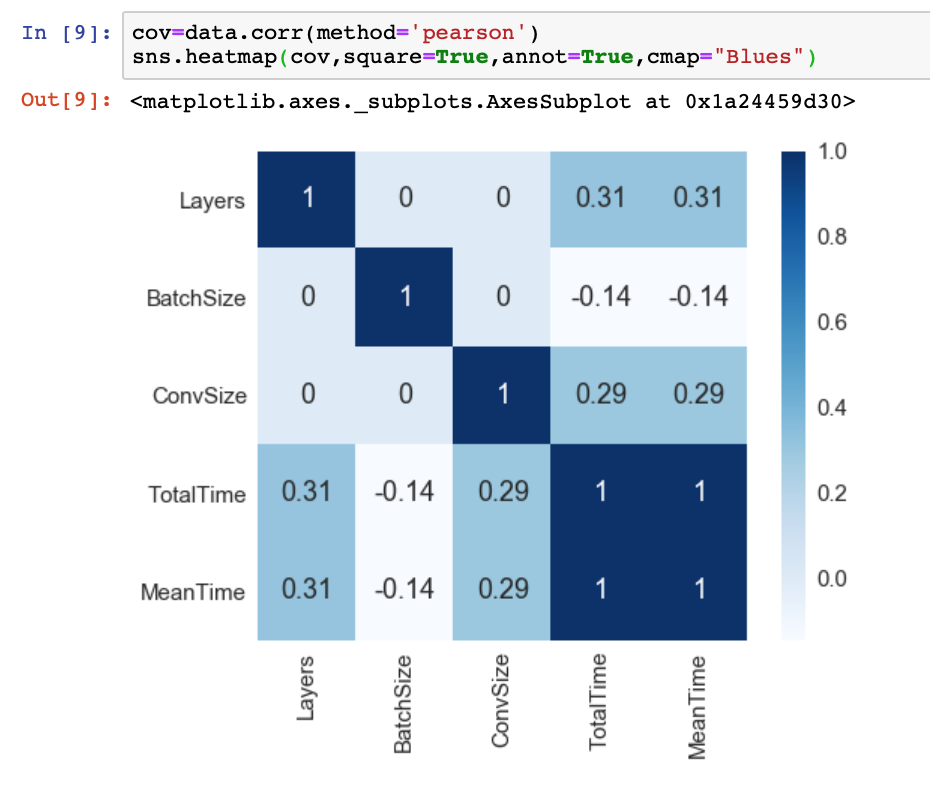 In [9]: cov=data.corr(method='pearson')
sns.heatmap(cov,square=True,annot=True,cmap="Blues")
Out[9]: <matplotlib.axes._subplots.AxesSubplot at 0x1a24459d30>
1.0
Layers 1 0 0 0.31 0.31
0.8
BatchSize 0 1 0 -0.14 -0.14
0.6
ConvSize 0 0 1 0.29 0.29
0.4
TotalTime 0.31 -0.14 0.29 1 1
0.2
MeanTime 0.31 -0.14 0.29 1 1
0.0
Layers BatchSize ConvSize TotalTime MeanTime